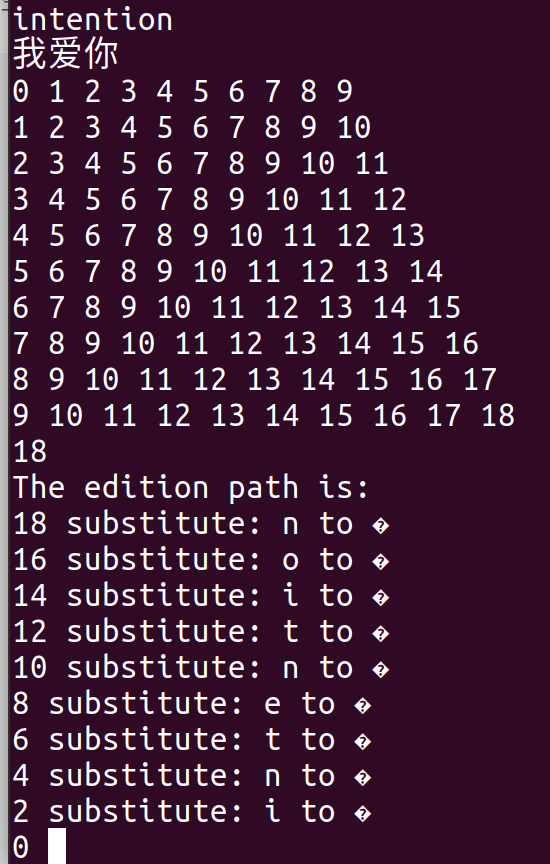 intention
我爱你
0 1 2 3 4 5 6 7 8 9
1 2 3 4 5 6 7 8 9 10
2 3 4 5 6 7 8 9 10 11
3 4 5 6 7 8 9 10 11 12
4 5 6 7 8 9 10 11 12 13
5 6 7 8 9 10 11 12 13 14
6 7 8 9 10 11 12 13 14 15
7 8 9 10 11 12 13 14 15 16
8 9 10 11 12 13 14 15 16 17
9 10 11 12 13 14 15 16 17 18
18
The edition path is:
18 substitute: n to �
16 substitute: o to �
14 substitute: i to �
12 substitute: t to �
10 substitute: n to �
8 substitute: e to �
6 substitute: t to �
4 substitute: n to �
2 substitute: i to �
0